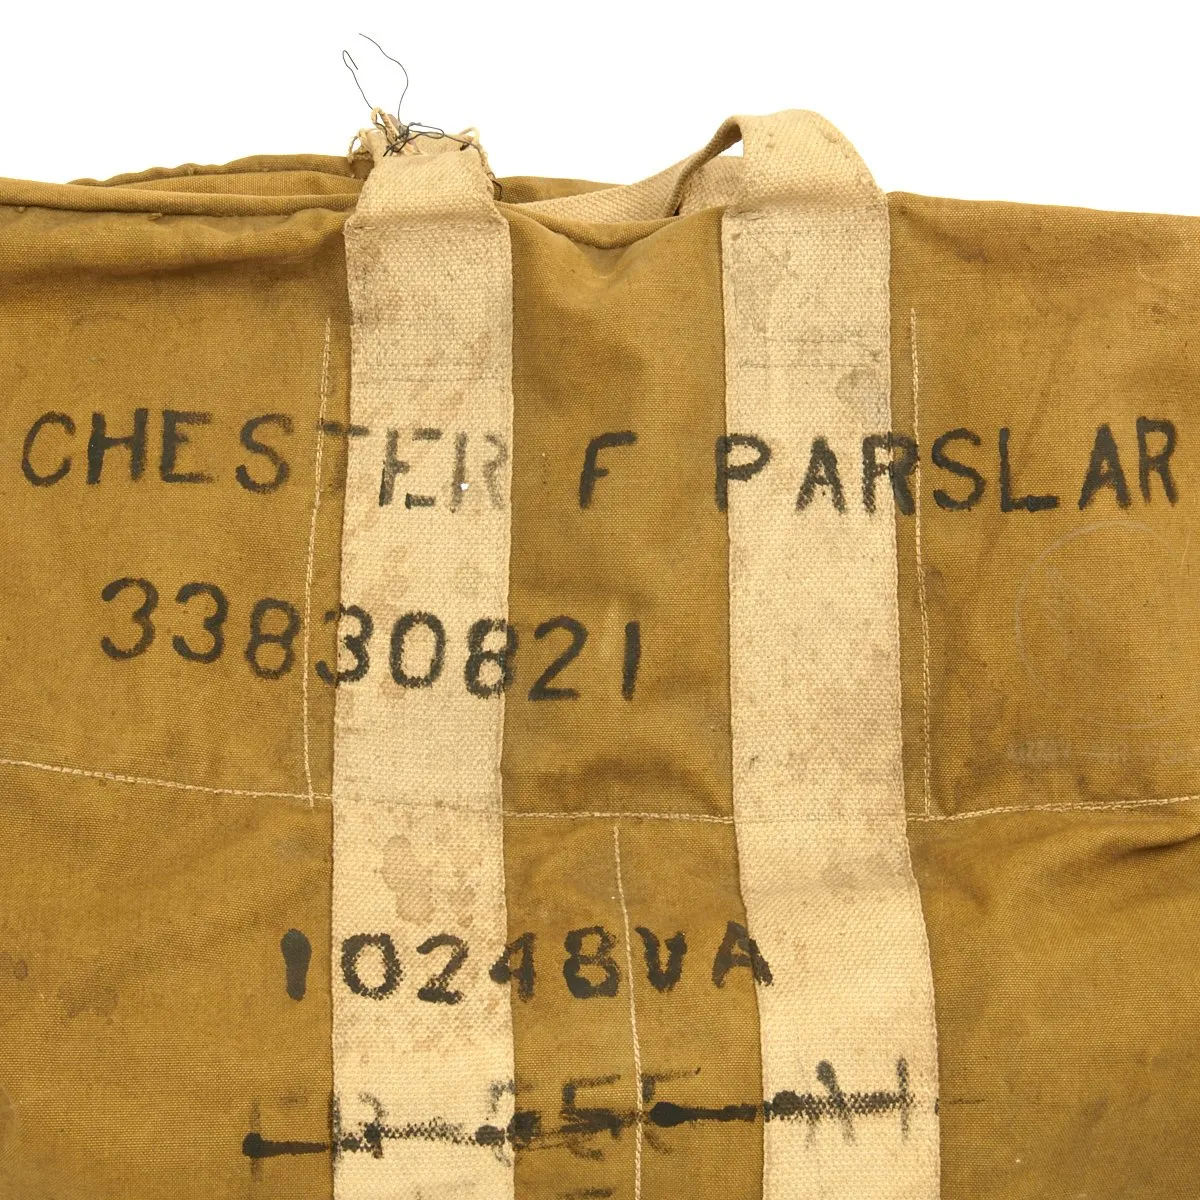 CHESTER F PARSLAR
33830821
10248VA